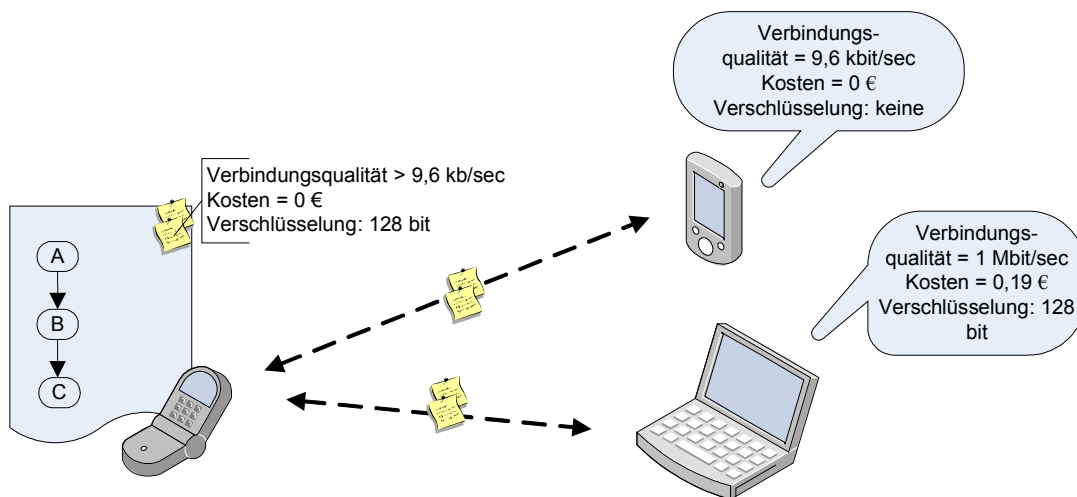 Verbindungs-
qualität = 9,6 kbit/sec
Kosten = 0 €
Verschlüsselung: keine
Verbindungsqualität > 9,6 kb/sec
Kosten = 0 €
Verschlüsselung: 128 bit
A
B
C
Verbindungs-
qualität = 1 Mbit/sec
Kosten = 0,19 €
Verschlüsselung: 128
bit